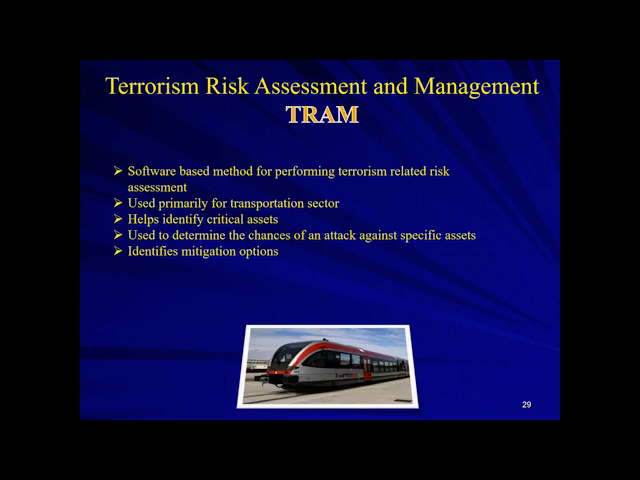 Terrorism Risk Assessment and Management
TRAM
➢ Software based method for performing terrorism related risk
assessment
➢ Used primarily for transportation sector
➢ Helps identify critical assets
➢ Used to determine the chances of an attack against specific assets
➢ Identifies mitigation options
29